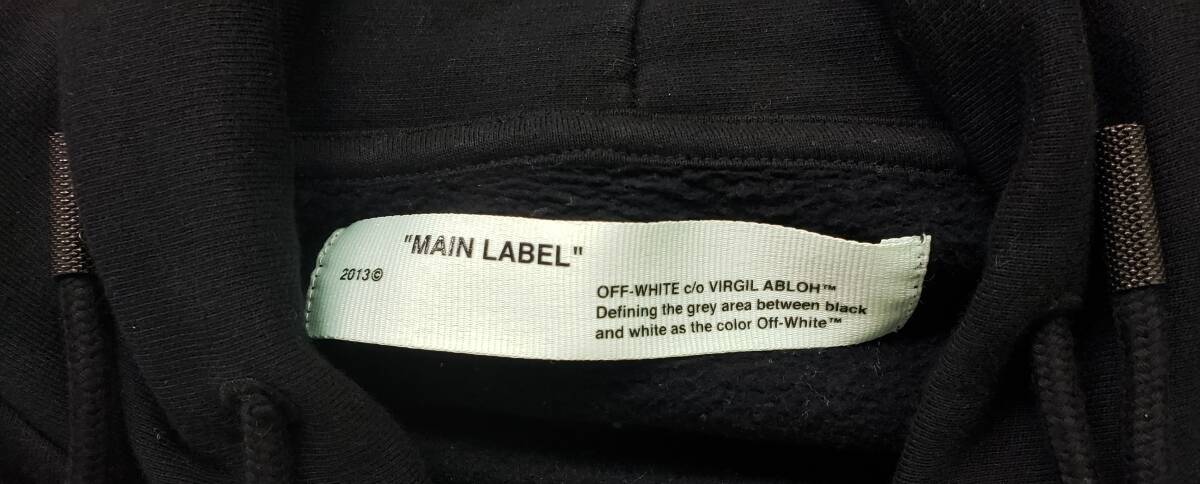 "MAIN LABEL"
2013©
OFF-WHITE c/o VIRGIL ABLOH™
Defining the grey area between black
and white as the color Off-White™